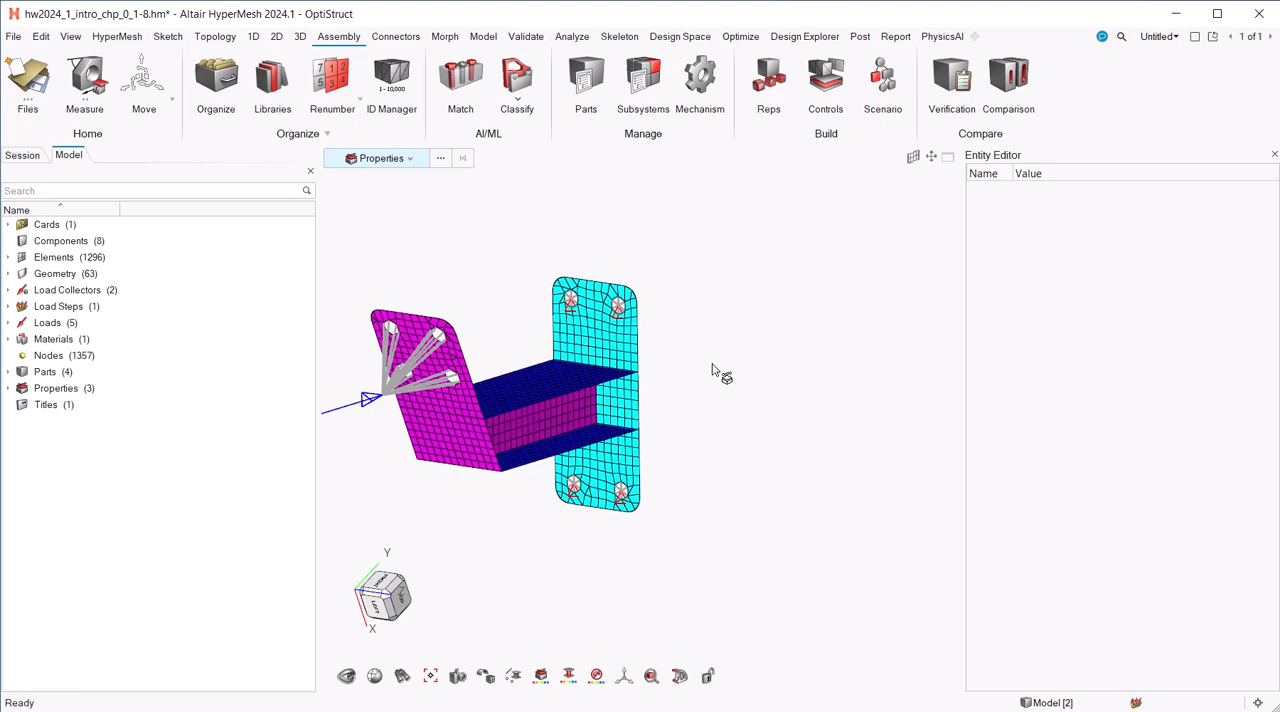 hw2024_1_intro_chp_0_1-8.hm* - Altair HyperMesh 2024.1 - OptiStruct
File Edit View HyperMesh Sketch Topology 1D 2D 3D Assembly Connectors Morph Model Validate Analyze Skeleton Design Space Optimize Design Explorer Post Report PhysicsAI Untitled 1 of 1
1-10,000
Files Measure Move Organize Libraries Renumber ID Manager Match Classify Parts Subsystems Mechanism Reps Controls Scenario Verification Comparison
Home Organize AI/ML Manage Build Compare
Session Model
Properties
Entity Editor
Search
Name Value
Name
Cards (1)
Components (8)
Elements (1296)
Geometry (63)
Load Collectors (2)
Load Steps (1)
Loads (5)
Materials (1)
Nodes (1357)
Parts (4)
Properties (3)
Titles (1)
Y
LEFT
X
Ready
Model [2]